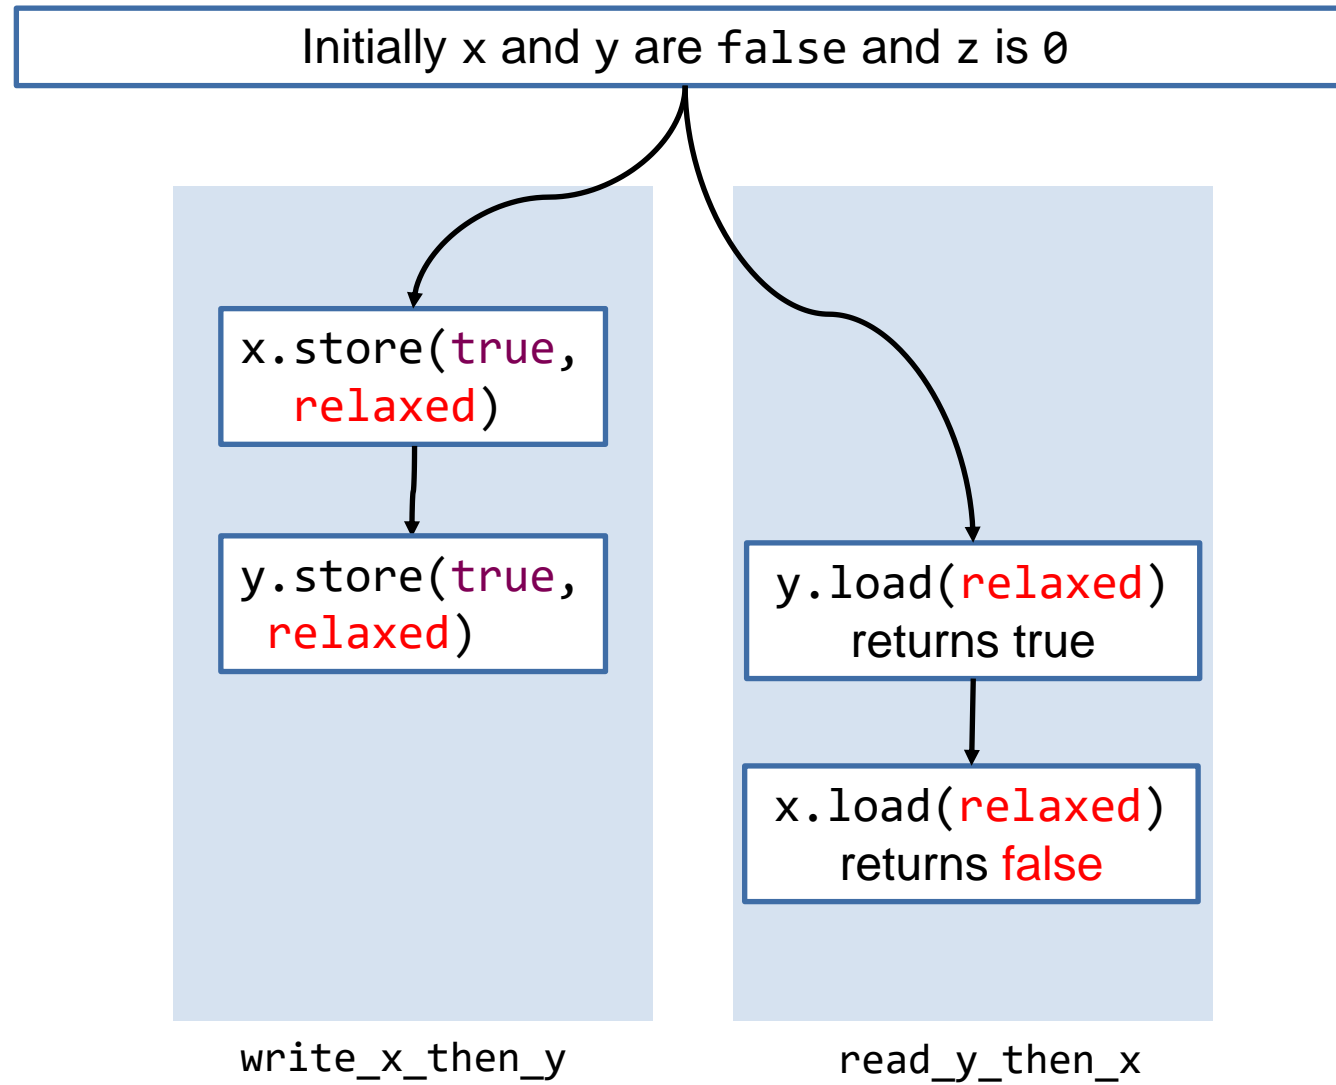 Initially x and y are false and z is 0
x.store(true,
relaxed)
y.store(true,
relaxed)
y.load(relaxed)
returns true
x.load(relaxed)
returns false
write_x_then_y
read_y_then_x